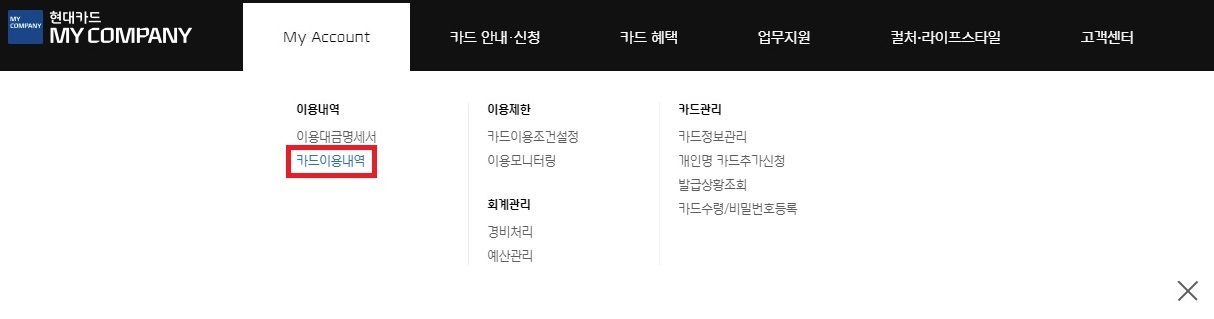 MY COMPANY
현대카드
MY COMPANY
My Account
카드 안내·신청
카드 혜택
업무지원
컬처·라이프스타일
고객센터
이용내역
이용대금명세서
카드이용내역
이용제한
카드이용조건설정
이용모니터링
회계관리
경비처리
예산관리
카드관리
카드정보관리
개인명 카드추가신청
발급상황조회
카드수령/비밀번호등록